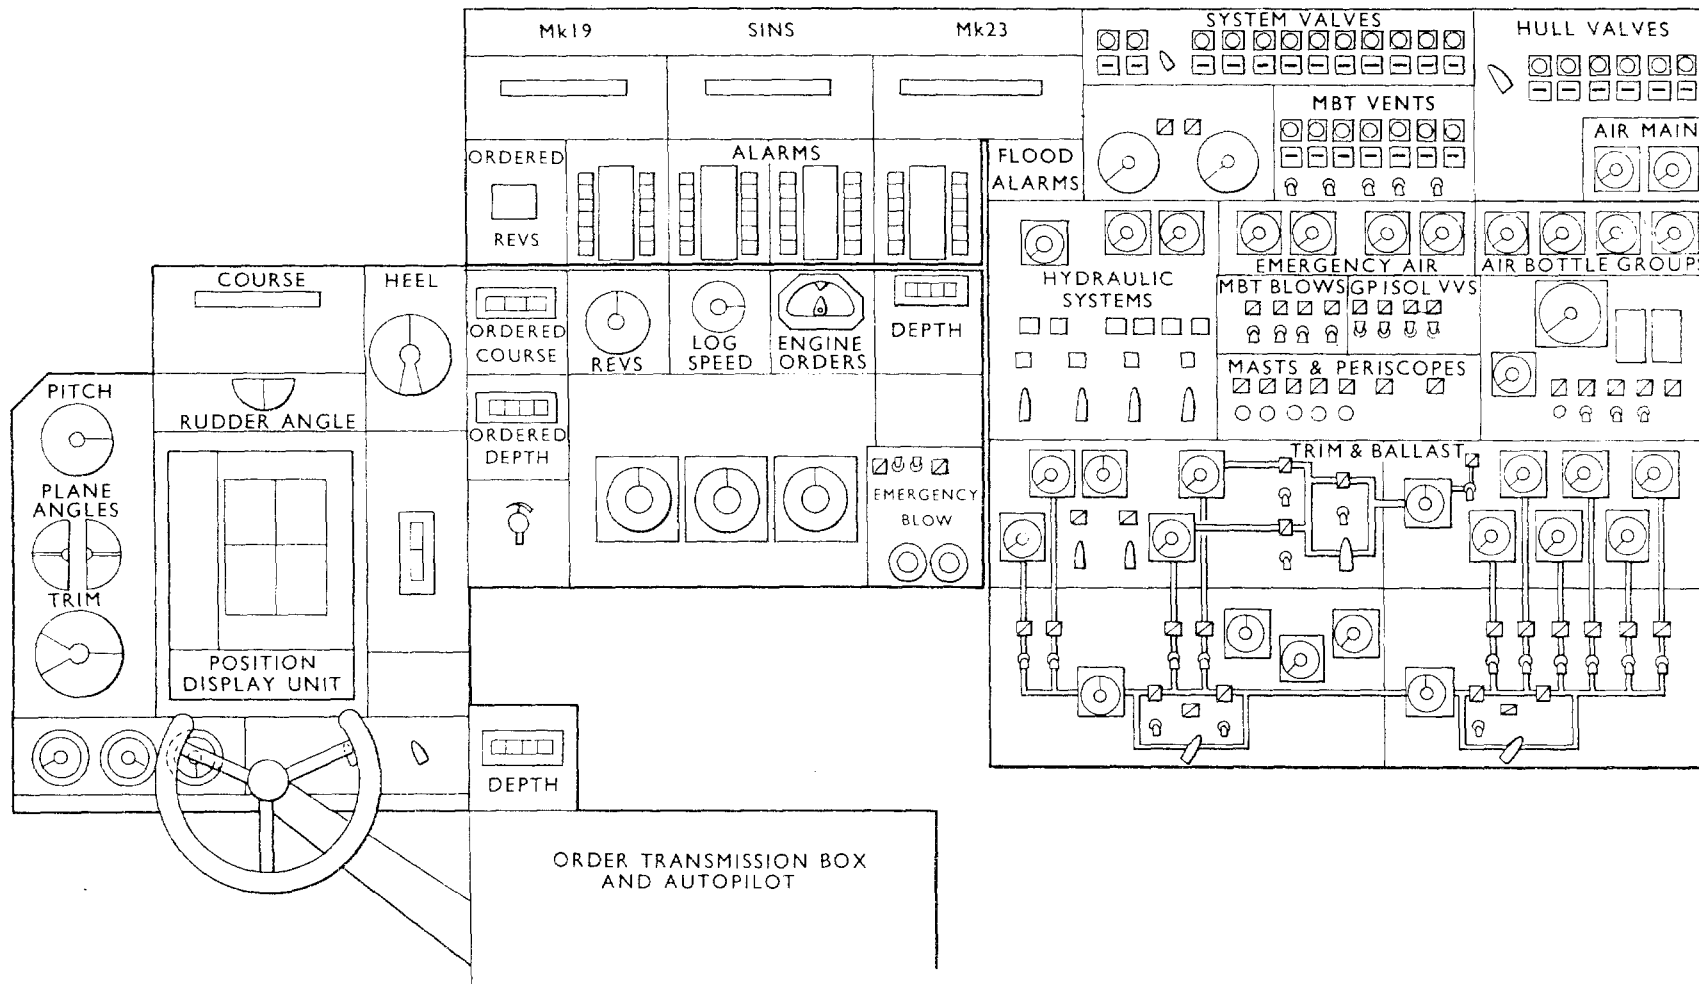 Mk19
SINS
Mk23
SYSTEM VALVES
HULL VALVES
MBT VENTS
AIR MAIN
ORDERED
REVS
ALARMS
FLOOD
ALARMS
COURSE
HEEL
ORDERED
COURSE
REVS
LOG
SPEED
ENGINE
ORDERS
DEPTH
HYDRAULIC
SYSTEMS
EMERGENCY AIR
AIR BOTTLE GROUPS
MBT BLOWS
GP ISOL VVS
MASTS & PERISCOPES
PITCH
RUDDER ANGLE
ORDERED
DEPTH
TRIM & BALLAST
PLANE
ANGLES
EMERGENCY
BLOW
TRIM
POSITION
DISPLAY UNIT
DEPTH
ORDER TRANSMISSION BOX
AND AUTOPILOT